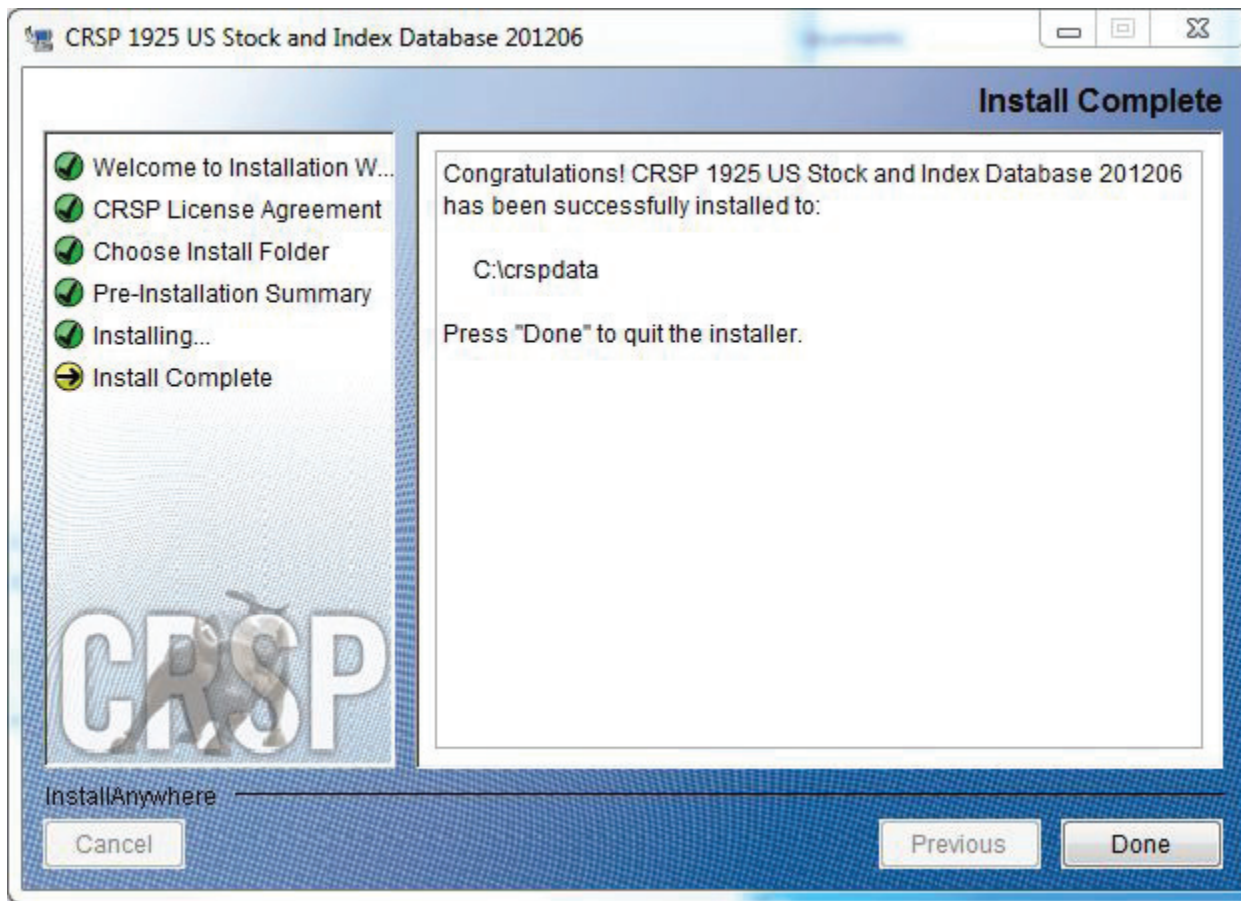 CRSP 1925 US Stock and Index Database 201206
Install Complete
Welcome to Installation W...
CRSP License Agreement
Choose Install Folder
Pre-Installation Summary
Installing...
Install Complete
Congratulations! CRSP 1925 US Stock and Index Database 201206
has been successfully installed to:
C:\crspdata
Press "Done" to quit the installer.
CRSP
InstallAnywhere
Cancel
Previous
Done